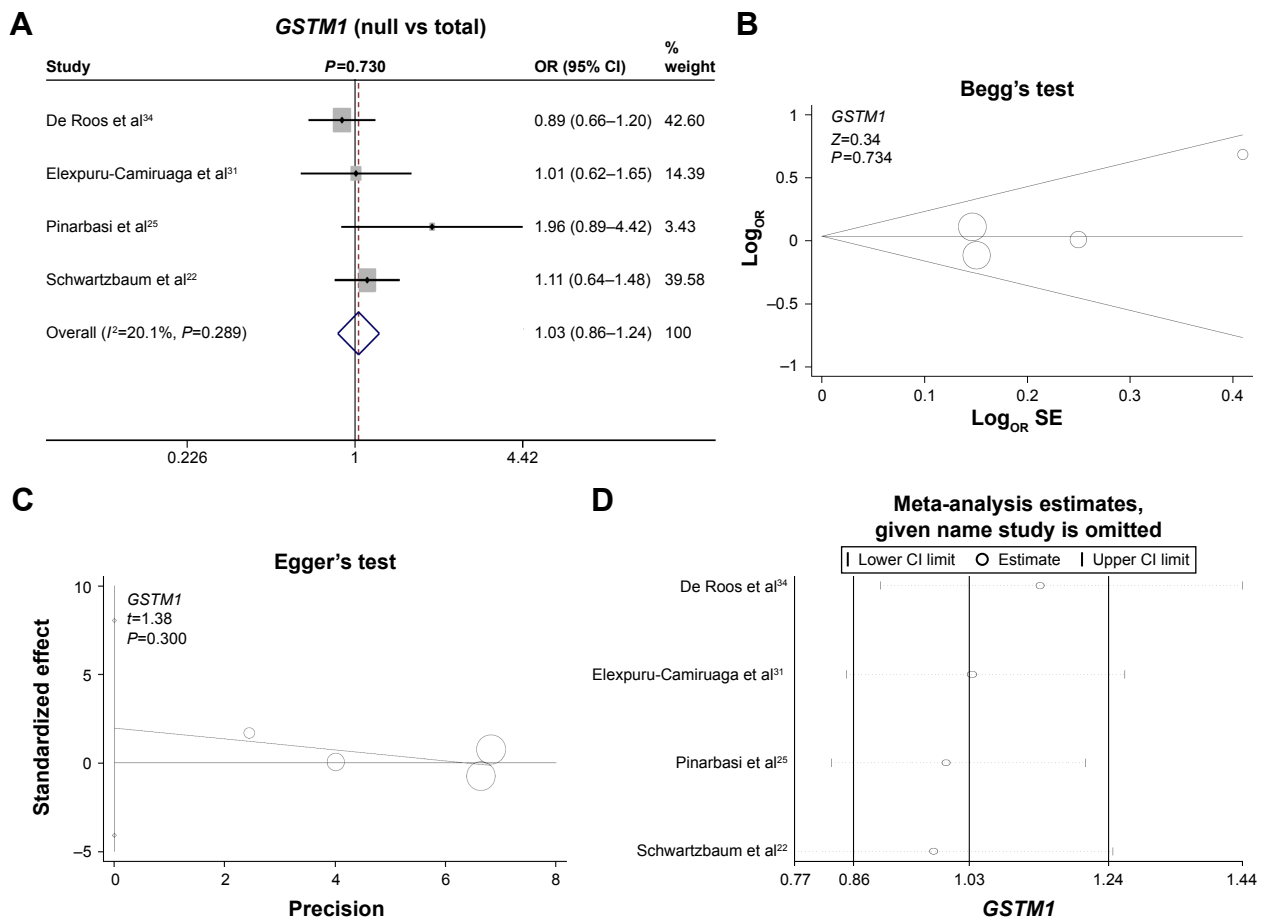 A
GSTM1 (null vs total)
Study P=0.730 OR (95% CI) % weight
De Roos et al³⁴ 0.89 (0.66–1.20) 42.60
Elexpuru-Camiruaga et al³¹ 1.01 (0.62–1.65) 14.39
Pinarbasi et al²⁵ 1.96 (0.89–4.42) 3.43
Schwartzbaum et al²² 1.11 (0.64–1.48) 39.58
Overall (I²=20.1%, P=0.289) 1.03 (0.86–1.24) 100
0.226 1 4.42
B
Begg's test
GSTM1
Z=0.34
P=0.734
Log_OR
1
0.5
0
–0.5
–1
0 0.1 0.2 0.3 0.4
Log_OR SE
C
Egger's test
GSTM1
t=1.38
P=0.300
Standardized effect
10
5
0
–5
0 2 4 6 8
Precision
D
Meta-analysis estimates,
given name study is omitted
Lower CI limit Estimate Upper CI limit
De Roos et al³⁴
Elexpuru-Camiruaga et al³¹
Pinarbasi et al²⁵
Schwartzbaum et al²²
0.77 0.86 1.03 1.24 1.44
GSTM1